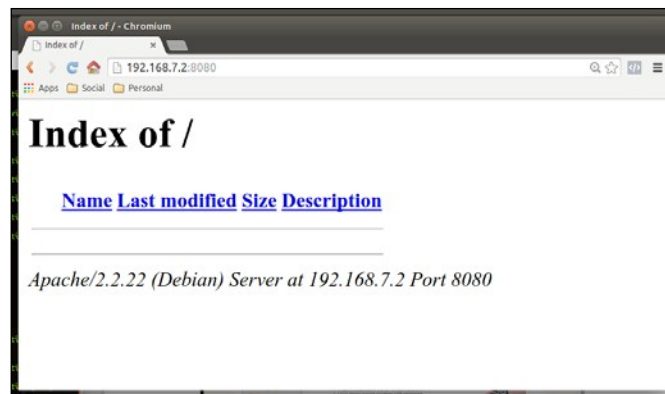 Index of / - Chromium
Index of /
192.168.7.2:8080
Apps Social Personal
Index of /
Name Last modified Size Description
Apache/2.2.22 (Debian) Server at 192.168.7.2 Port 8080